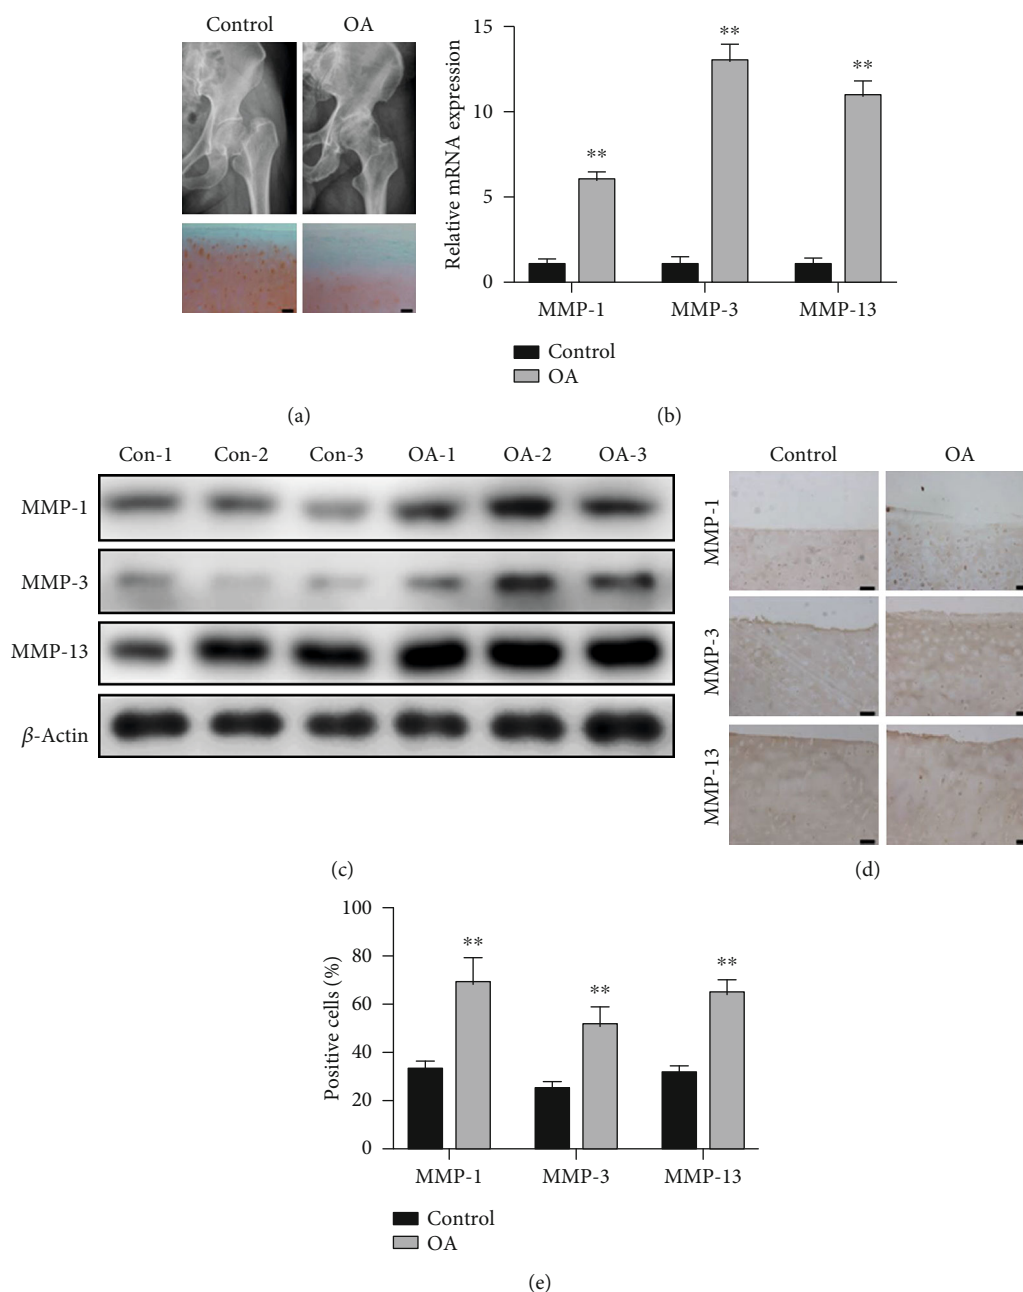 Control OA
15
10
5
0
Relative mRNA expression
**
**
**
MMP-1 MMP-3 MMP-13
Control
OA
(a)
(b)
Con-1 Con-2 Con-3 OA-1 OA-2 OA-3
MMP-1
MMP-3
MMP-13
β-Actin
(c)
Control OA
MMP-1
MMP-3
MMP-13
(d)
100
80
60
40
20
0
Positive cells (%)
**
**
**
MMP-1 MMP-3 MMP-13
Control
OA
(e)